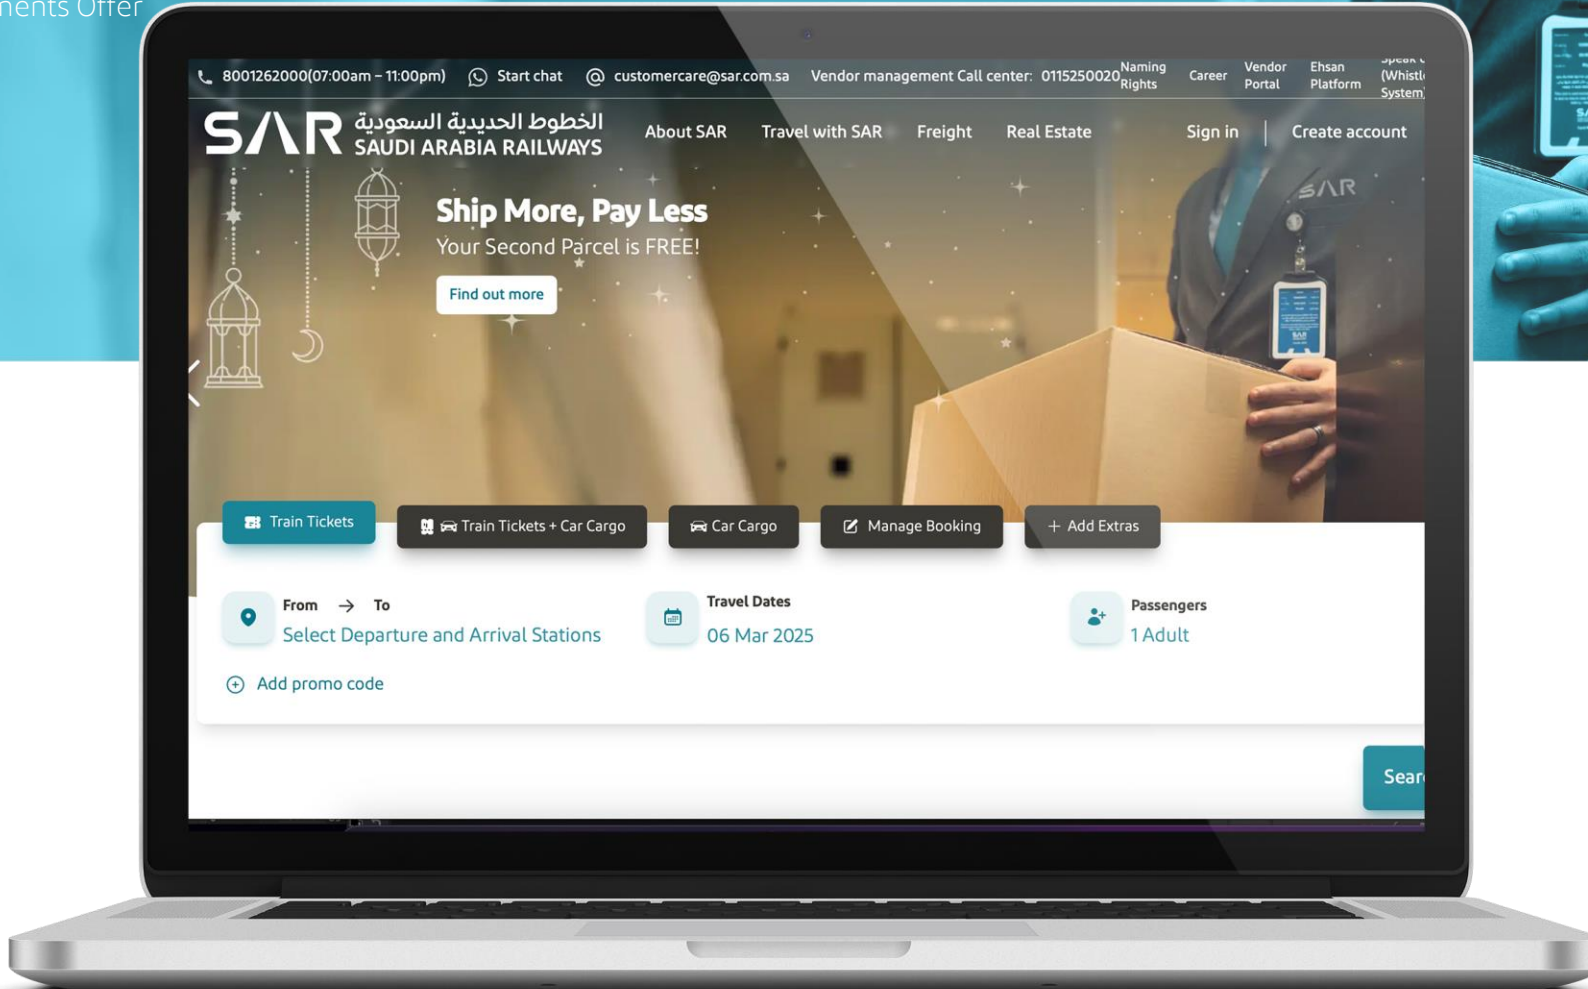 ments Offer
8001262000(07:00am – 11:00pm) Start chat customercare@sar.com.sa Vendor management Call center: 0115250020
Naming Rights
Career
Vendor Portal
Ehsan Platform
(Whistl
System)
SAR الخطوط الحديدية السعودية
SAUDI ARABIA RAILWAYS
About SAR Travel with SAR Freight Real Estate Sign in Create account
SAR
Ship More, Pay Less
Your Second Parcel is FREE!
Find out more
SAR
Train Tickets Train Tickets + Car Cargo Car Cargo Manage Booking + Add Extras
From → To
Select Departure and Arrival Stations
Travel Dates
06 Mar 2025
Passengers
1 Adult
Add promo code
Sear